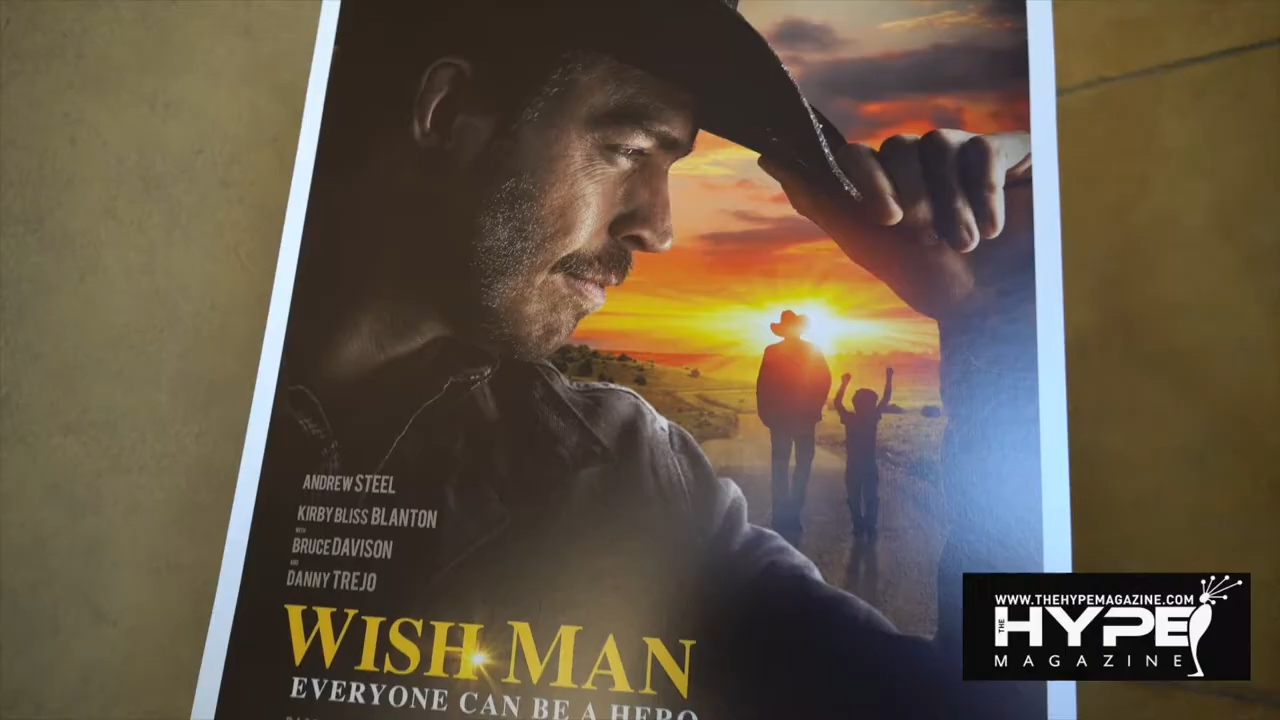 ANDREW STEEL
KIRBY BLISS BLANTON
WITH
BRUCE DAVISON
AND
DANNY TREJO
WISH MAN
EVERYONE CAN BE A HERO
WWW.THEHYPEMAGAZINE.COM
THE HYPE
MAGAZINE